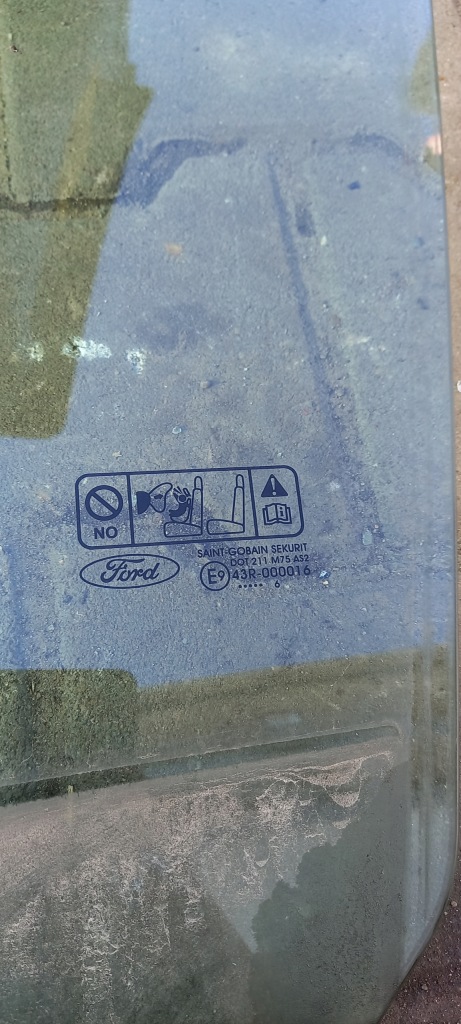 NO
Ford
SAINT-GOBAIN SEKURIT
DOT 211 M75 AS2
E9 43R-000016
..... 6